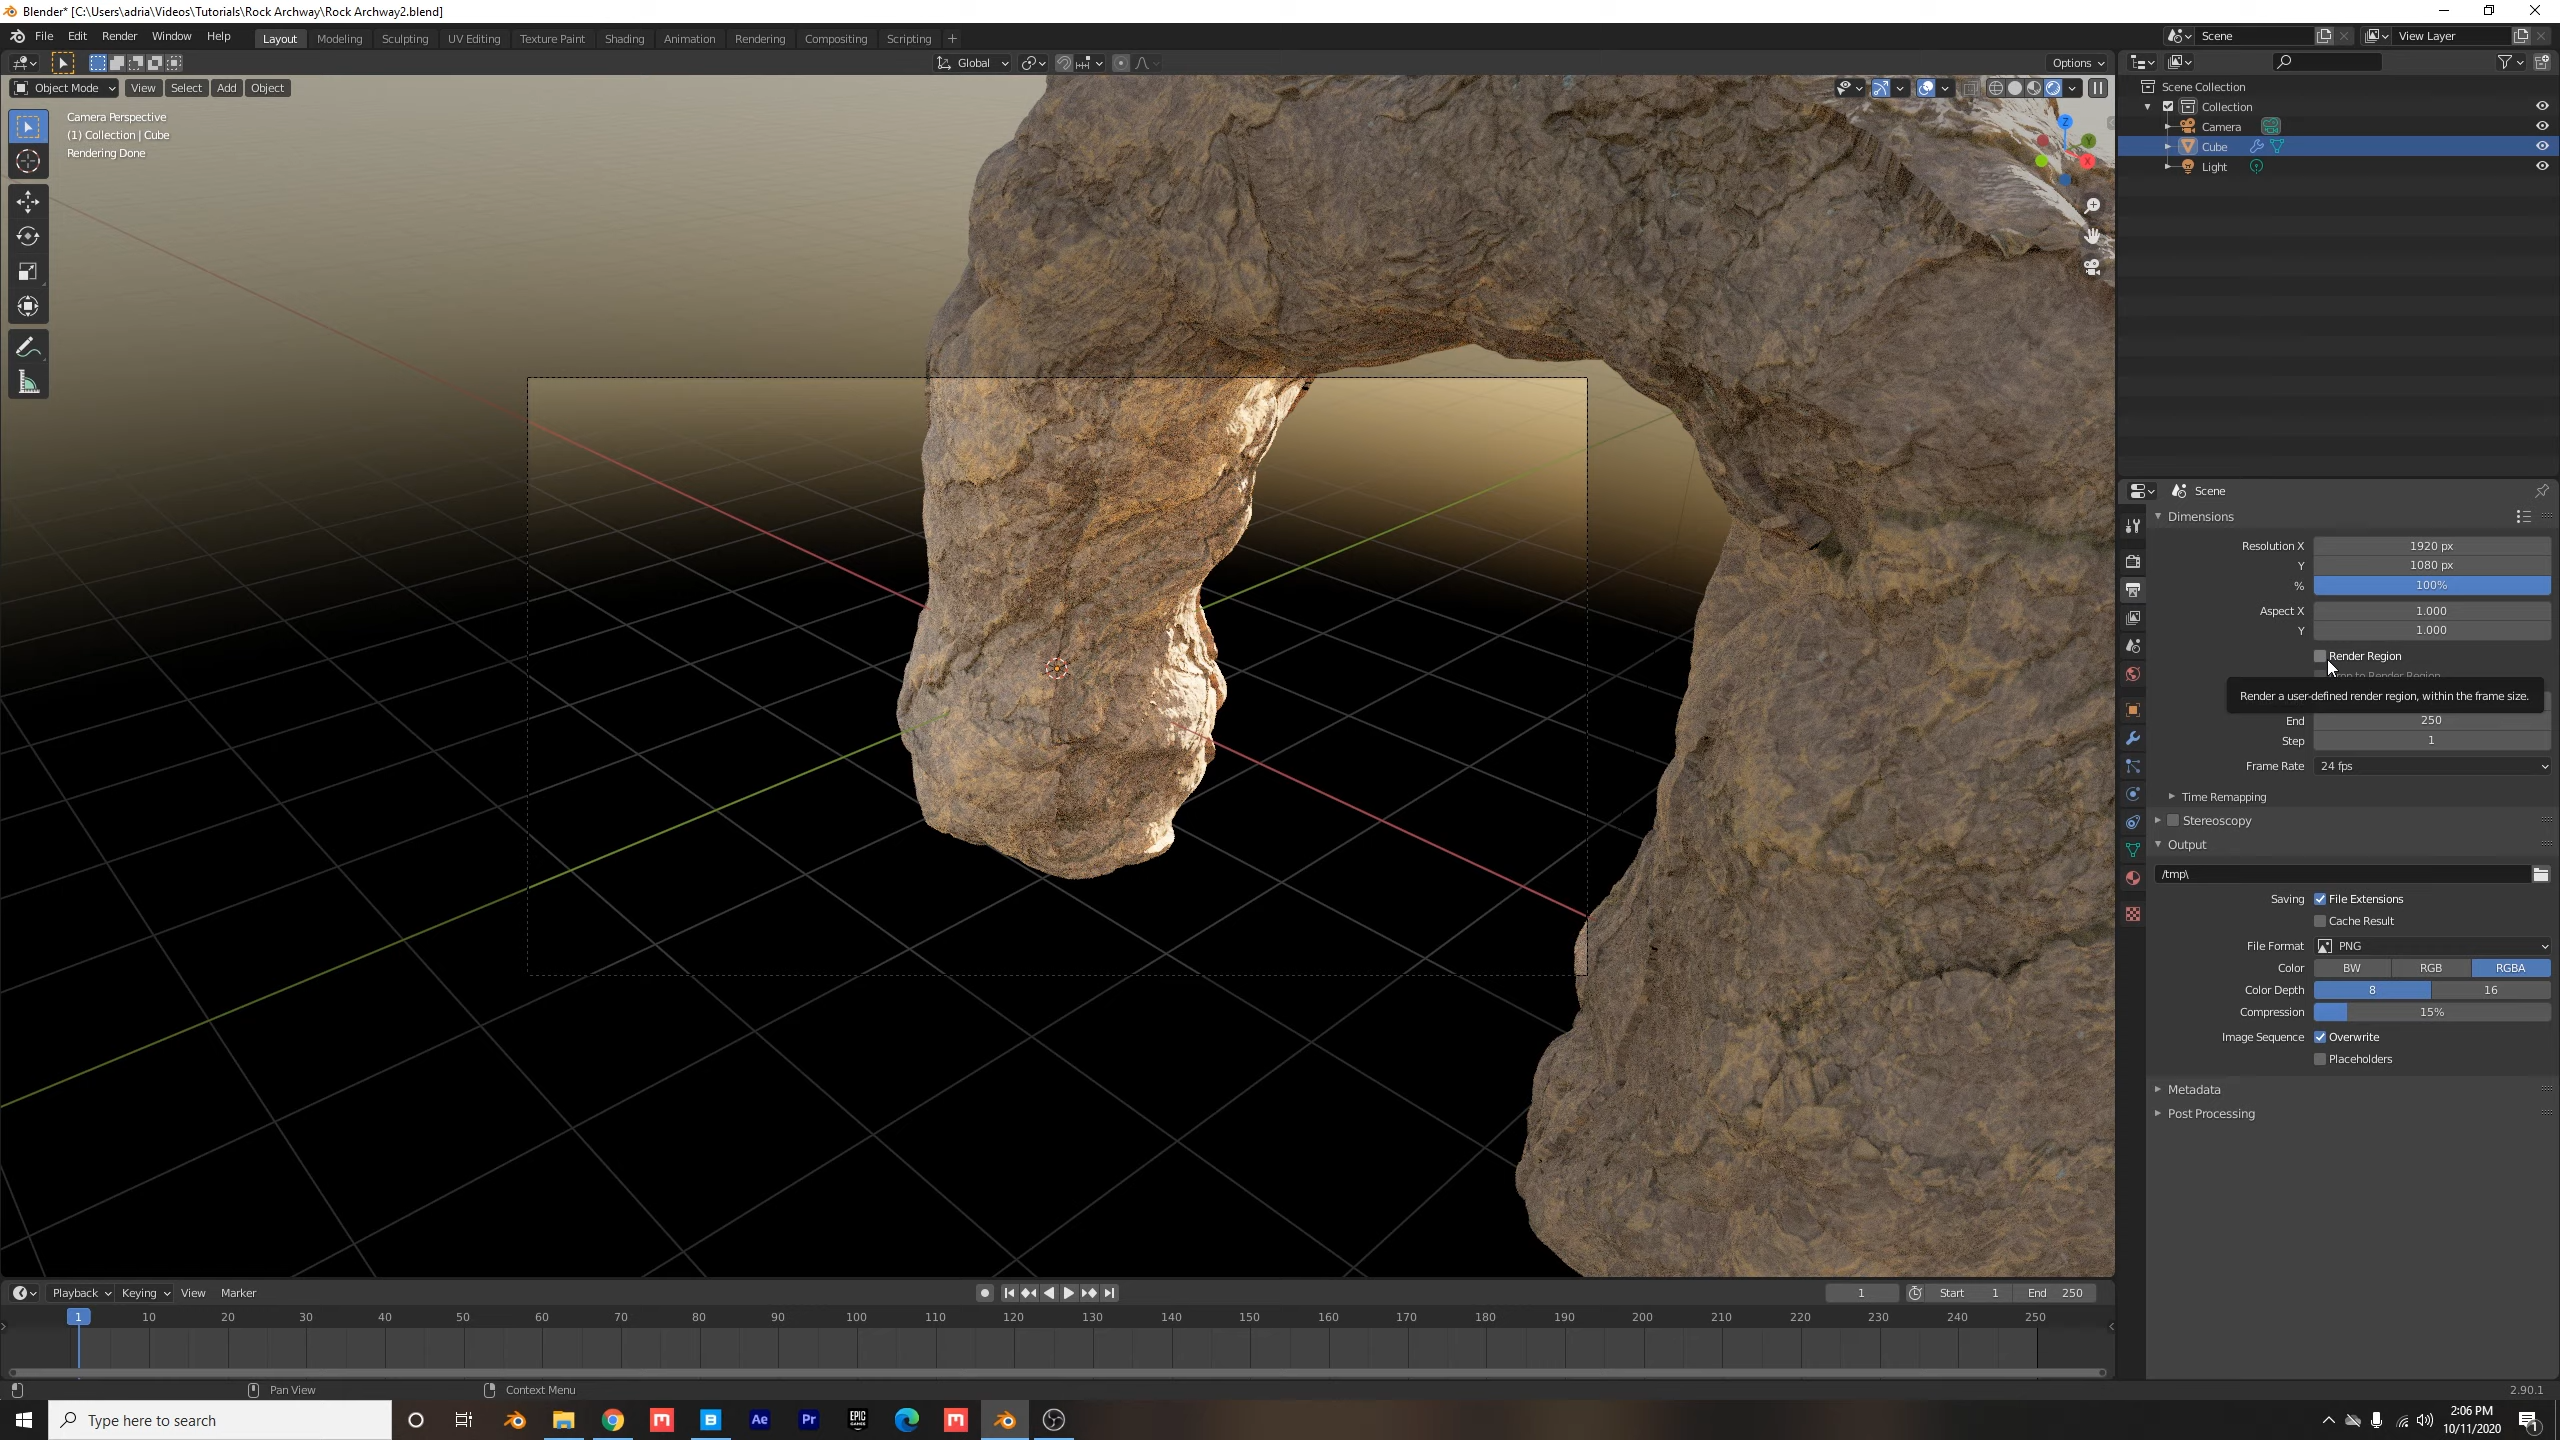 Blender* [C:\Users\adria\Videos\Tutorials\Rock Archway\Rock Archway2.blend]
File Edit Render Window Help Layout Modeling Sculpting UV Editing Texture Paint Shading Animation Rendering Compositing Scripting + Scene View Layer
Global Options
Object Mode View Select Add Object
Camera Perspective
(1) Collection | Cube
Rendering Done
Z
Y
X
Scene Collection
Collection
Camera
Cube
Light
Scene
Dimensions
Resolution X 1920 px
Y 1080 px
% 100%
Aspect X 1.000
Y 1.000
Render Region
Render a user-defined render region, within the frame size.
End 250
Step 1
Frame Rate 24 fps
Time Remapping
Stereoscopy
Output
/tmp\
Saving File Extensions
Cache Result
File Format PNG
Color BW RGB RGBA
Color Depth 8 16
Compression 15%
Image Sequence Overwrite
Placeholders
Metadata
Post Processing
Playback Keying View Marker 1 Start 1 End 250
1 10 20 30 40 50 60 70 80 90 100 110 120 130 140 150 160 170 180 190 200 210 220 230 240 250
Pan View Context Menu 2.90.1
Type here to search Ae Pr EPIC GAMES
2:06 PM
10/11/2020
1